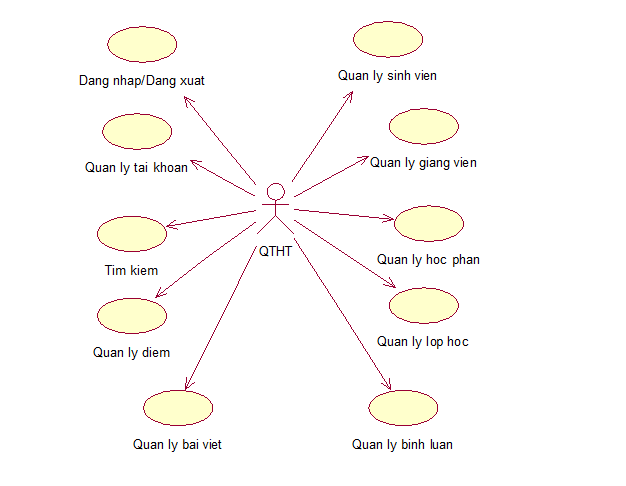 Dang nhap/Dang xuat
Quan ly sinh vien
Quan ly tai khoan
Quan ly giang vien
QTHT
Tim kiem
Quan ly hoc phan
Quan ly diem
Quan ly lop hoc
Quan ly bai viet
Quan ly binh luan